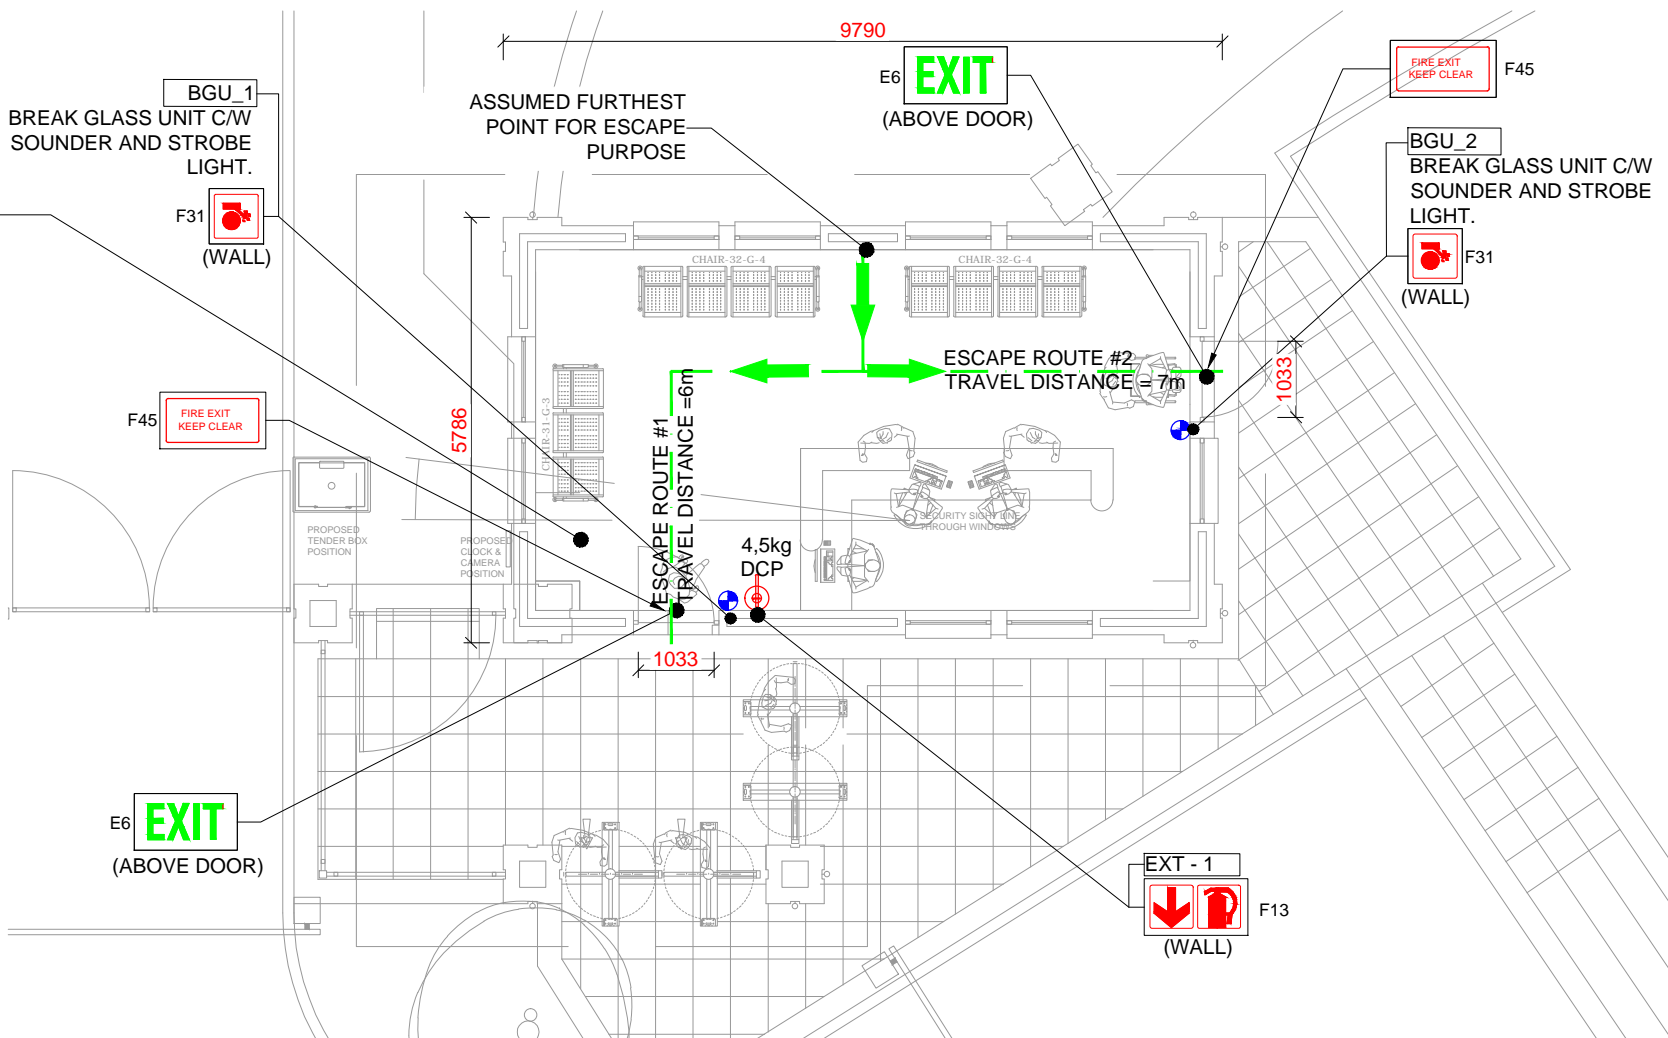 9790
E6
EXIT
(ABOVE DOOR)
FIRE EXIT
KEEP CLEAR
F45
BGU_1
BREAK GLASS UNIT C/W
SOUNDER AND STROBE
LIGHT.
F31
(WALL)
ASSUMED FURTHEST
POINT FOR ESCAPE
PURPOSE
BGU_2
BREAK GLASS UNIT C/W
SOUNDER AND STROBE
LIGHT.
F31
(WALL)
CHAIR-32-G-4
CHAIR-32-G-4
ESCAPE ROUTE #2
TRAVEL DISTANCE = 7m
1033
5786
CHAIR-31-G-3
ESCAPE ROUTE #1
TRAVEL DISTANCE =6m
F45
FIRE EXIT
KEEP CLEAR
PROPOSED
TENDER BOX
POSITION
PROPOSED
CLOCK &
CAMERA
POSITION
SECURITY SIGHT LINE
THROUGH WINDOWS
4,5kg
DCP
1033
E6
EXIT
(ABOVE DOOR)
EXT - 1
F13
(WALL)